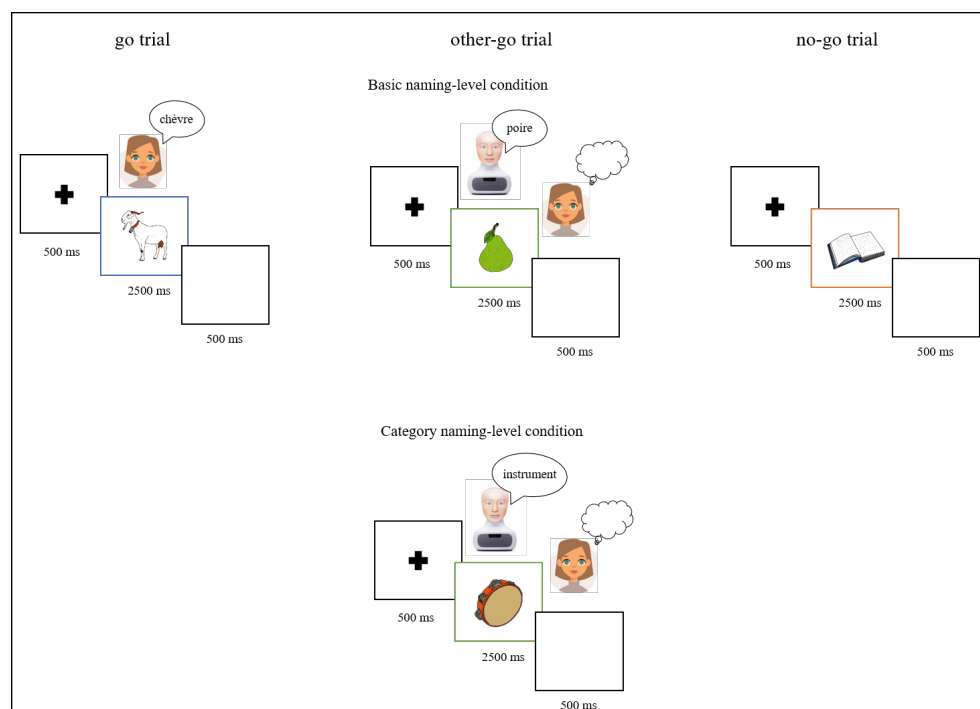 go trial
other-go trial
no-go trial
Basic naming-level condition
chèvre
poire
500 ms
2500 ms
500 ms
500 ms
2500 ms
500 ms
500 ms
2500 ms
500 ms
Category naming-level condition
instrument
500 ms
2500 ms
500 ms